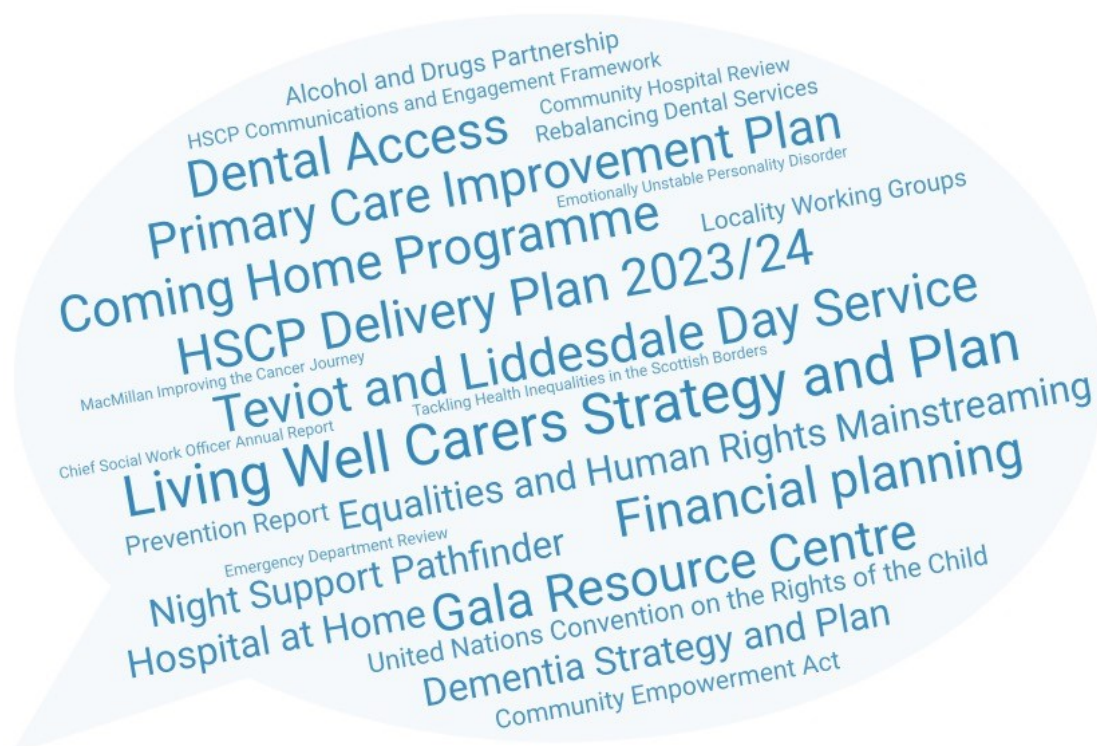 Alcohol and Drugs Partnership
HSCP Communications and Engagement Framework
Community Hospital Review
Dental Access
Rebalancing Dental Services
Primary Care Improvement Plan
Emotionally Unstable Personality Disorder
Coming Home Programme
Locality Working Groups
HSCP Delivery Plan 2023/24
MacMillan Improving the Cancer Journey
Teviot and Liddesdale Day Service
Tackling Health Inequalities in the Scottish Borders
Chief Social Work Officer Annual Report
Living Well Carers Strategy and Plan
Prevention Report
Equalities and Human Rights Mainstreaming
Emergency Department Review
Financial planning
Night Support Pathfinder
Hospital at Home
Gala Resource Centre
United Nations Convention on the Rights of the Child
Dementia Strategy and Plan
Community Empowerment Act